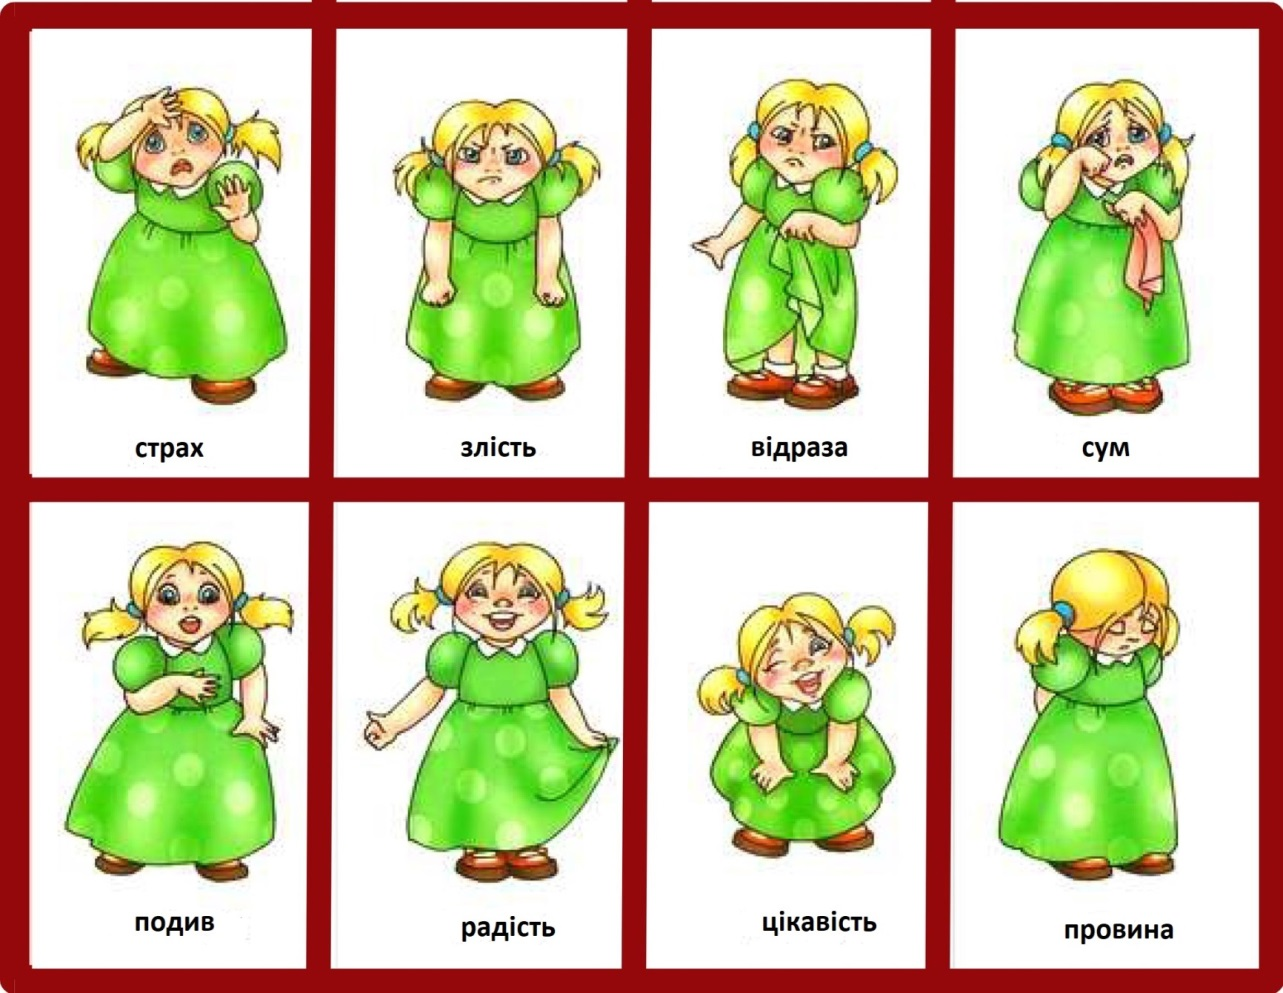 страх
злість
відраза
сум
подив
радість
цікавість
провина